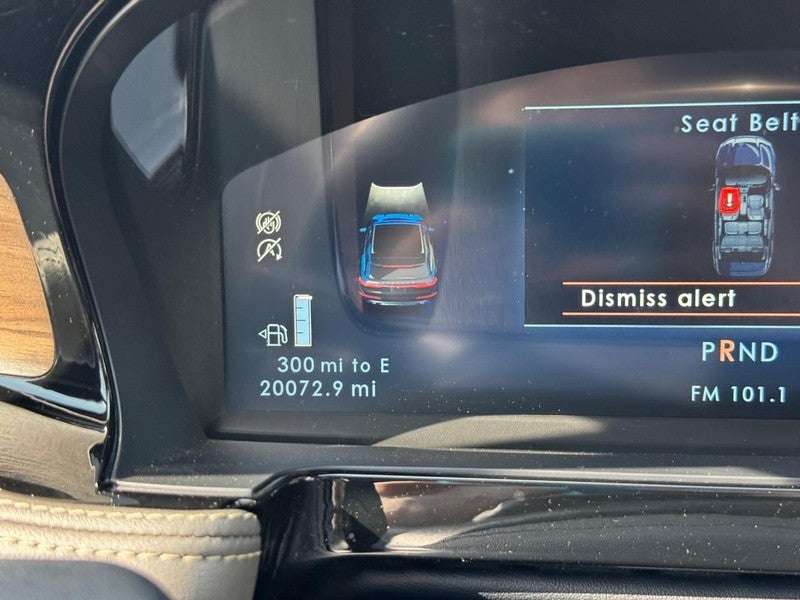 Seat Belt
Dismiss alert
PRND
300 mi to E
20072.9 mi
FM 101.1